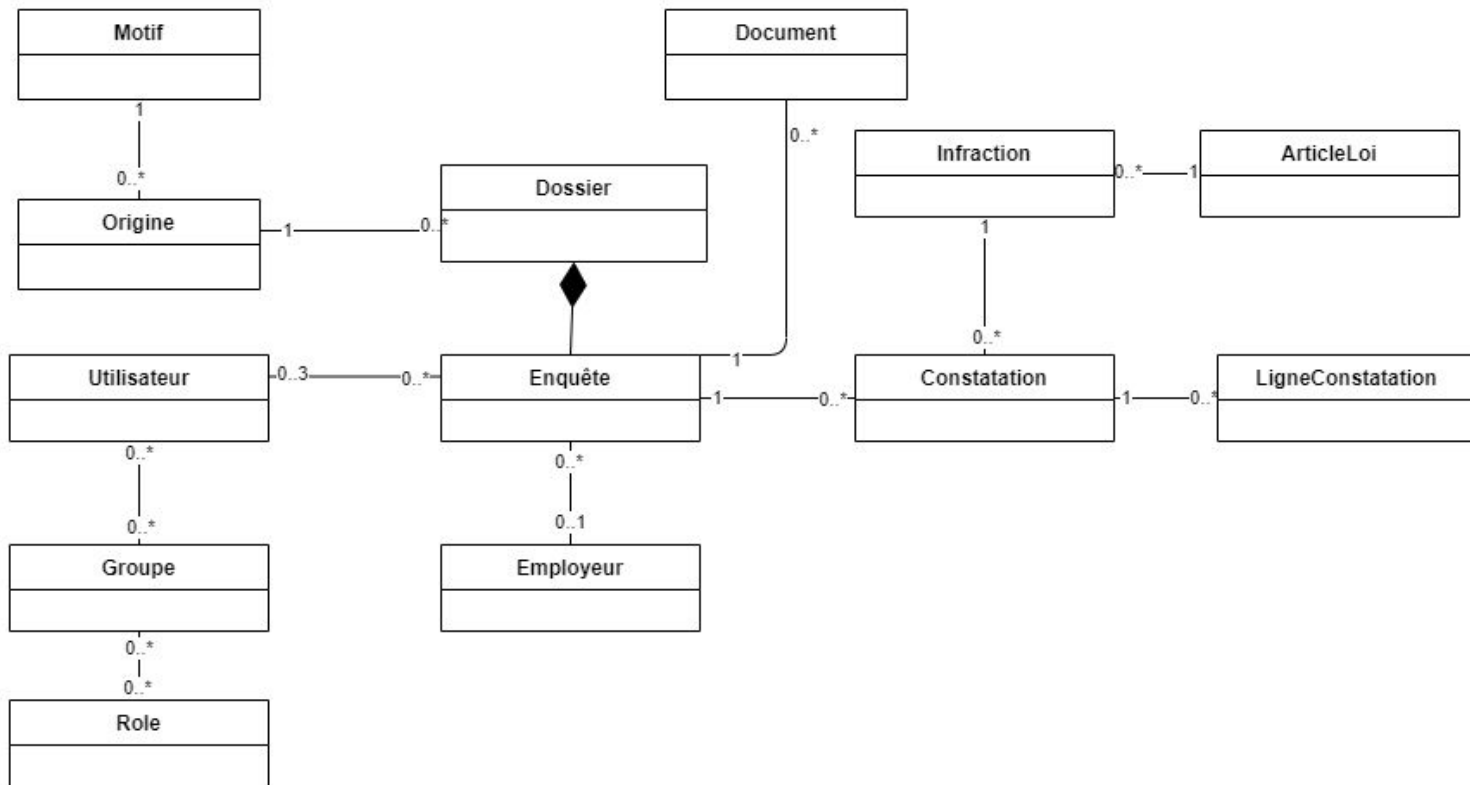 Motif
Document
1
0..*
0..*
Infraction
0..*
1
ArticleLoi
Dossier
Origine
1
0..*
1
0..*
Utilisateur
0..3
0..*
Enquête
1
1
0..*
Constatation
1
0..*
LigneConstatation
0..*
0..*
0..*
0..1
Groupe
Employeur
0..*
0..*
Role